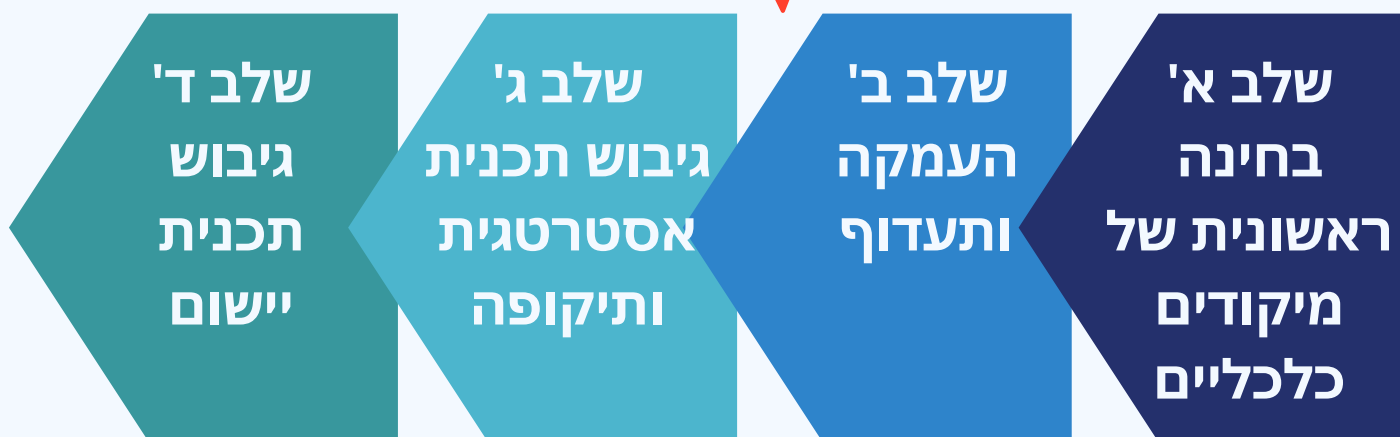 שלב א'
בחינה
ראשונית של
מיקודים
כלכליים
שלב ב'
העמקה
ותעדוף
שלב ג'
גיבוש תכנית
אסטרטגית
ותיקופה
שלב ד'
גיבוש
תכנית
יישום